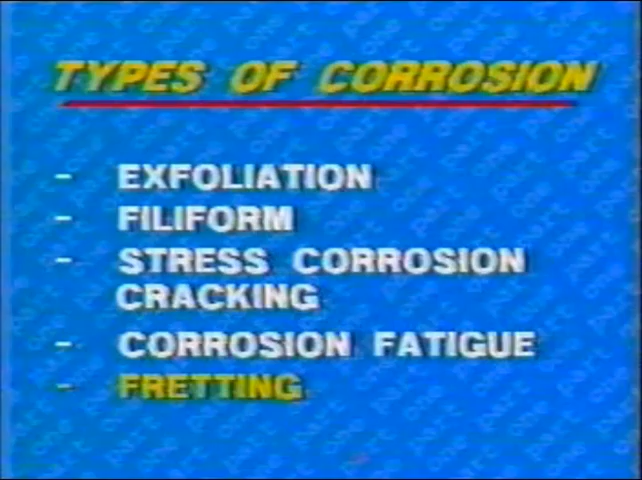 TYPES OF CORROSION
- EXFOLIATION
- FILIFORM
- STRESS CORROSION
CRACKING
- CORROSION FATIGUE
- FRETTING